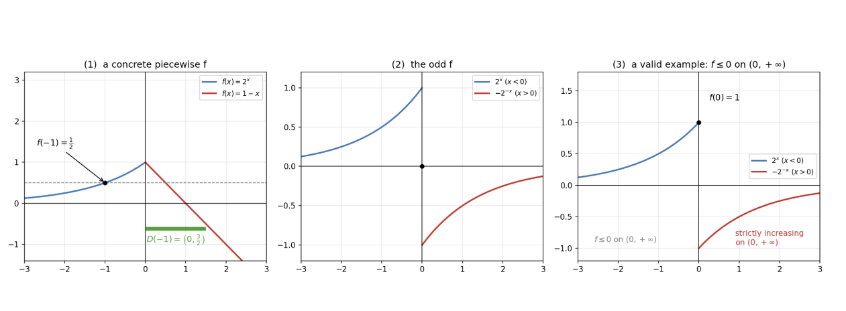 (1) a concrete piecewise f
f(x) = 2^x
f(x) = 1 − x
f(−1) = 1/2
D(−1) = (0, 3/2)
3
2
1
0
−1
−3 −2 −1 0 1 2 3
(2) the odd f
2^x (x < 0)
−2^{−x} (x > 0)
1.0
0.5
0.0
−0.5
−1.0
−3 −2 −1 0 1 2 3
(3) a valid example: f ≤ 0 on (0, +∞)
f(0) = 1
2^x (x < 0)
−2^{−x} (x > 0)
f ≤ 0 on (0, +∞)
strictly increasing
on (0, +∞)
1.5
1.0
0.5
0.0
−0.5
−1.0
−3 −2 −1 0 1 2 3